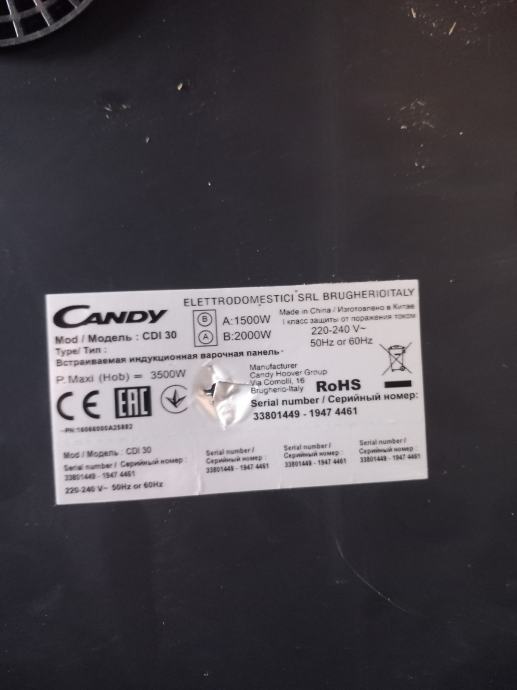 CANDY
ELETTRODOMESTICI SRL BRUGHERIOITALY
Mod / Модель : CDI 30
Type/ Тип :
B A:1500W
A B:2000W
Made in China / Изготовлено в Китае
I класс защиты от поражения током
220-240 V~
50Hz or 60Hz
Встраиваемая индукционная варочная панель
P. Maxi (Hob) = 3500W
Manufacturer
Candy Hoover Group
Via Comolli, 16
Brugherio-Italy
RoHS
CE EAC
Serial number / Серийный номер:
33801449 - 1947 4461
Mod / Модель : CDI 30
Serial number / Серийный номер :
33801449 - 1947 4461
220-240 V~ 50Hz or 60Hz
Serial number /
Серийный номер :
33801449 - 1947 4461
Serial number /
Серийный номер :
33801449 - 1947 4461
Serial number /
Серийный номер :
33801449 - 1947 4461